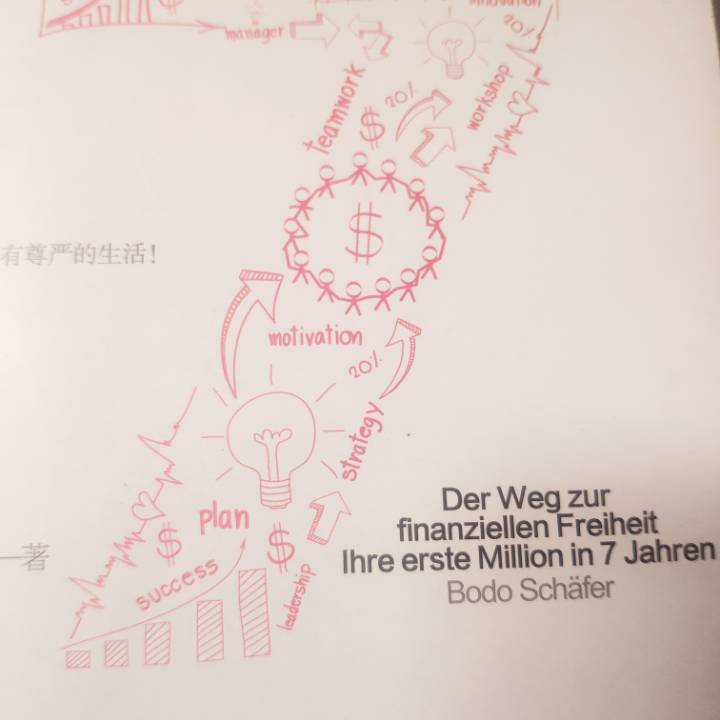 manager
20%
teamwork
20%
workshop
$
$
有尊严的生活!
motivation
20%
strategy
plan
$
$
success
leadership
著
Der Weg zur
finanziellen Freiheit
Ihre erste Million in 7 Jahren
Bodo Schäfer